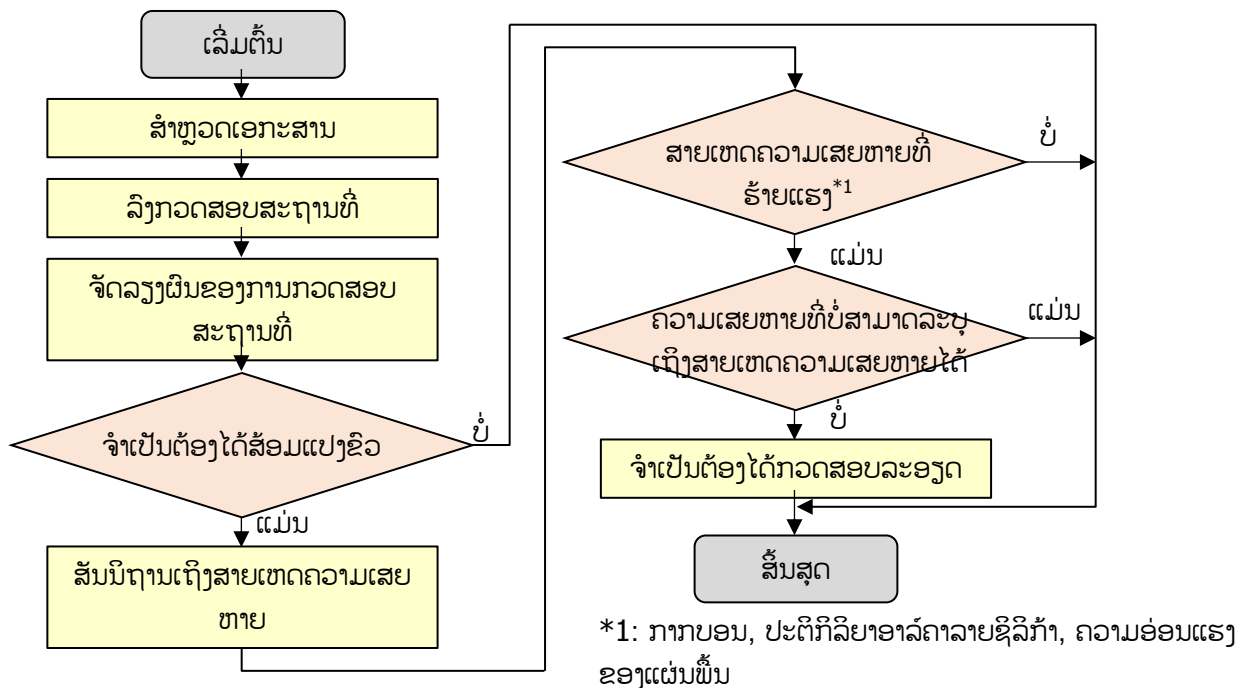 ເລີ່ມຕົ້ນ
ສຳຫຼວດເອກະສານ
ລົງກວດສອບສະຖານທີ່
ຈັດລຽງຜົນຂອງການກວດສອບ
ສະຖານທີ່
ຈຳເປັນຕ້ອງໄດ້ສ້ອມແປງຂົວ
ບໍ່
ແມ່ນ
ສັນນິຖານເຖິງສາຍເຫດຄວາມເສຍ
ຫາຍ
ສາຍເຫດຄວາມເສຍຫາຍທີ່
ຮ້າຍແຮງ*1
ບໍ່
ແມ່ນ
ຄວາມເສຍຫາຍທີ່ບໍ່ສາມາດລະບຸ
ເຖິງສາຍເຫດຄວາມເສຍຫາຍໄດ້
ແມ່ນ
ບໍ່
ຈຳເປັນຕ້ອງໄດ້ກວດສອບລະອຽດ
ສິ້ນສຸດ
*1: ກາກບອນ, ປະຕິກິລິຍາອາລ໌ຄາລາຍຊິລິກ້າ, ຄວາມອ່ອນແຮງ
ຂອງແຜ່ນພື້ນ